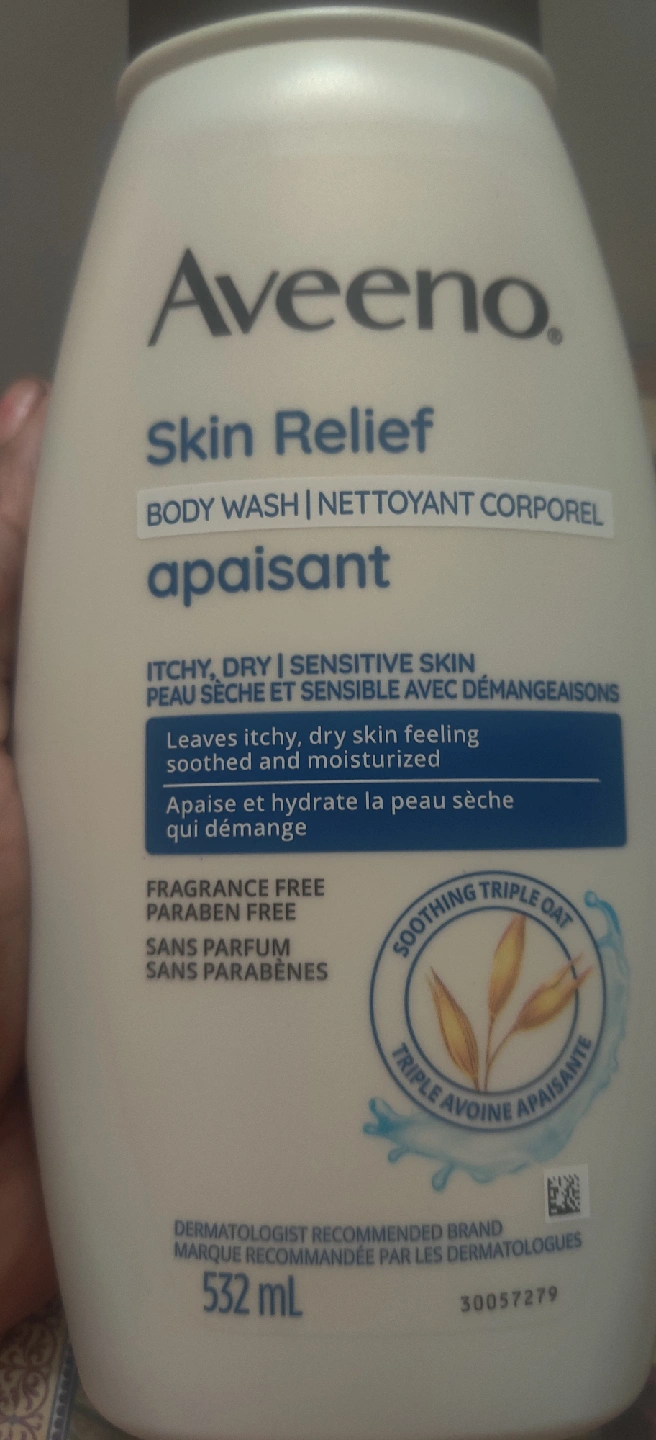 Aveeno®
Skin Relief
BODY WASH | NETTOYANT CORPOREL
apaisant
ITCHY, DRY | SENSITIVE SKIN
PEAU SÈCHE ET SENSIBLE AVEC DÉMANGEAISONS
Leaves itchy, dry skin feeling
soothed and moisturized
Apaise et hydrate la peau sèche
qui démange
FRAGRANCE FREE
PARABEN FREE
SANS PARFUM
SANS PARABÈNES
SOOTHING TRIPLE OAT
TRIPLE AVOINE APAISANTE
DERMATOLOGIST RECOMMENDED BRAND
MARQUE RECOMMANDÉE PAR LES DERMATOLOGUES
532 mL
30057279